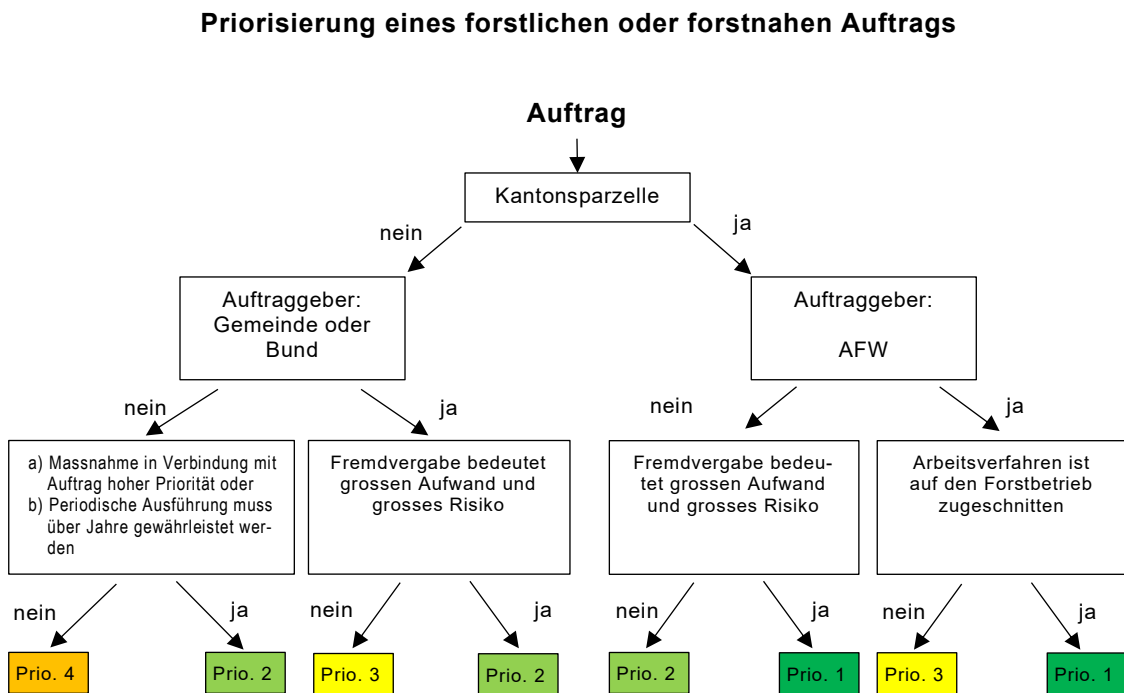 Priorisierung eines forstlichen oder forstnahen Auftrags
Auftrag
Kantonsparzelle
nein
ja
Auftraggeber:
Gemeinde oder
Bund
Auftraggeber:
AFW
nein
ja
nein
ja
a) Massnahme in Verbindung mit
Auftrag hoher Priorität oder
b) Periodische Ausführung muss
über Jahre gewährleistet wer-
den
Fremdvergabe bedeutet
grossen Aufwand und
grosses Risiko
Fremdvergabe bedeu-
tet grossen Aufwand
und grosses Risiko
Arbeitsverfahren ist
auf den Forstbetrieb
zugeschnitten
nein
ja
nein
ja
nein
ja
nein
ja
Prio. 4
Prio. 2
Prio. 3
Prio. 2
Prio. 2
Prio. 1
Prio. 3
Prio. 1